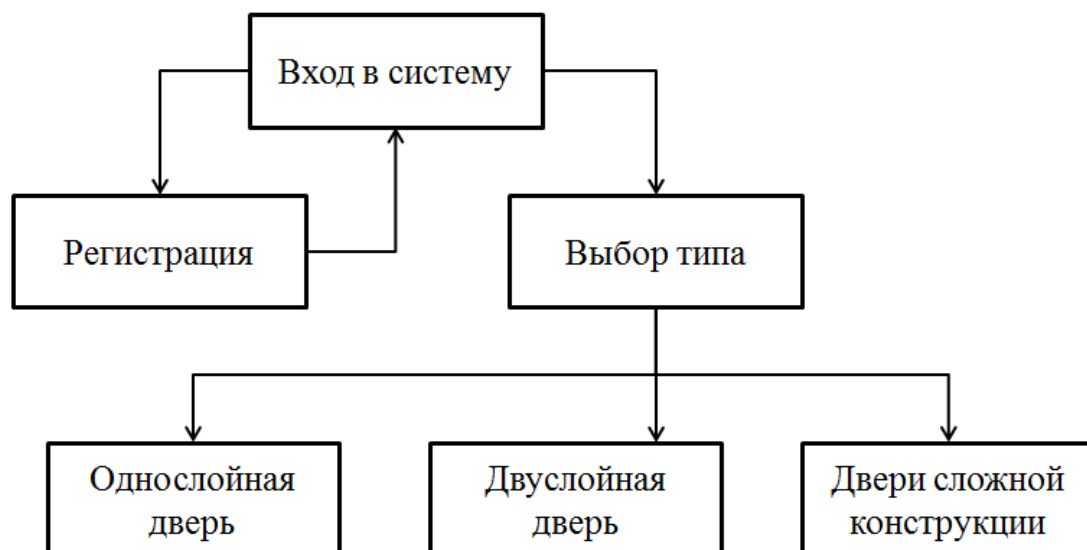 Вход в систему
Регистрация
Выбор типа
Однослойная
дверь
Двуслойная
дверь
Двери сложной
конструкции